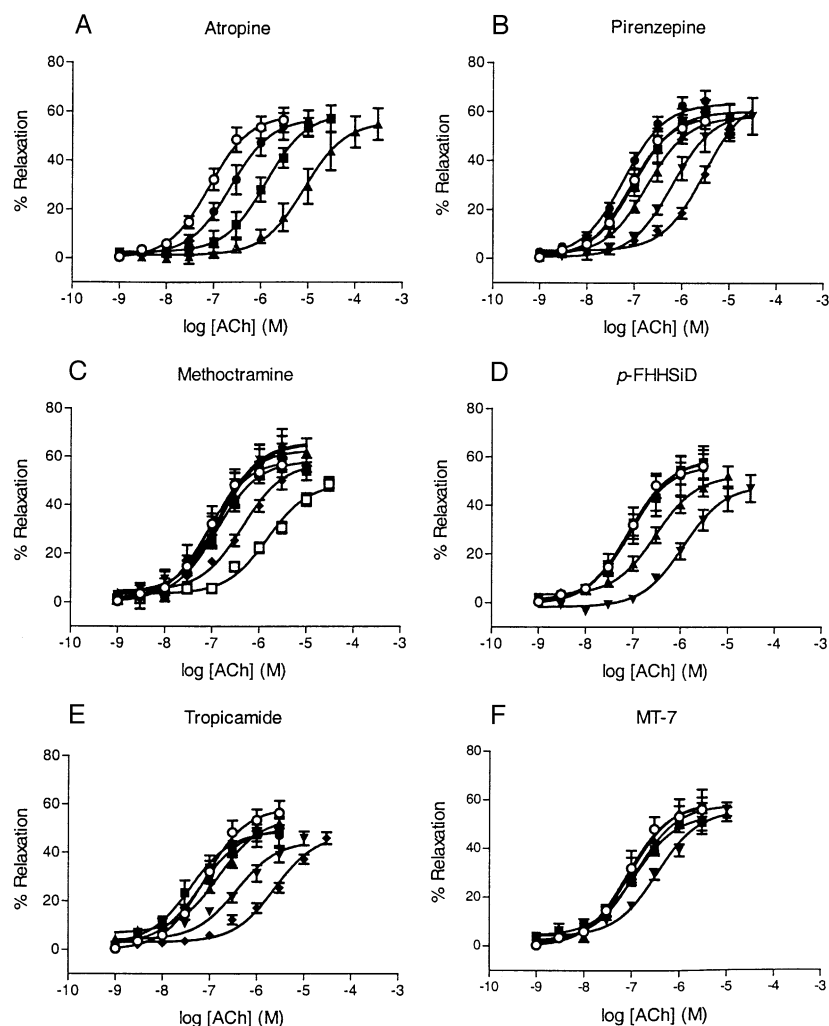 A Atropine
80
60
40
20
0
% Relaxation
-10 -9 -8 -7 -6 -5 -4 -3
log [ACh] (M)
B Pirenzepine
80
60
40
20
0
% Relaxation
-10 -9 -8 -7 -6 -5 -4 -3
log [ACh] (M)
C Methoctramine
80
60
40
20
0
% Relaxation
-10 -9 -8 -7 -6 -5 -4 -3
log [ACh] (M)
D p-FHHSiD
80
60
40
20
0
% Relaxation
-10 -9 -8 -7 -6 -5 -4 -3
log [ACh] (M)
E Tropicamide
80
60
40
20
0
% Relaxation
-10 -9 -8 -7 -6 -5 -4 -3
log [ACh] (M)
F MT-7
80
60
40
20
0
% Relaxation
-10 -9 -8 -7 -6 -5 -4 -3
log [ACh] (M)